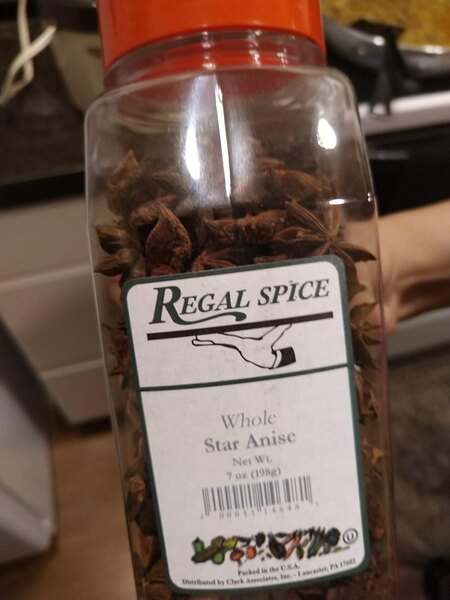 REGAL SPICE
Whole
Star Anise
Net Wt.
7 oz (198g)
U
Packed in the U.S.A.
Distributed by Clark Associates, Inc. - Lancaster, PA 17602